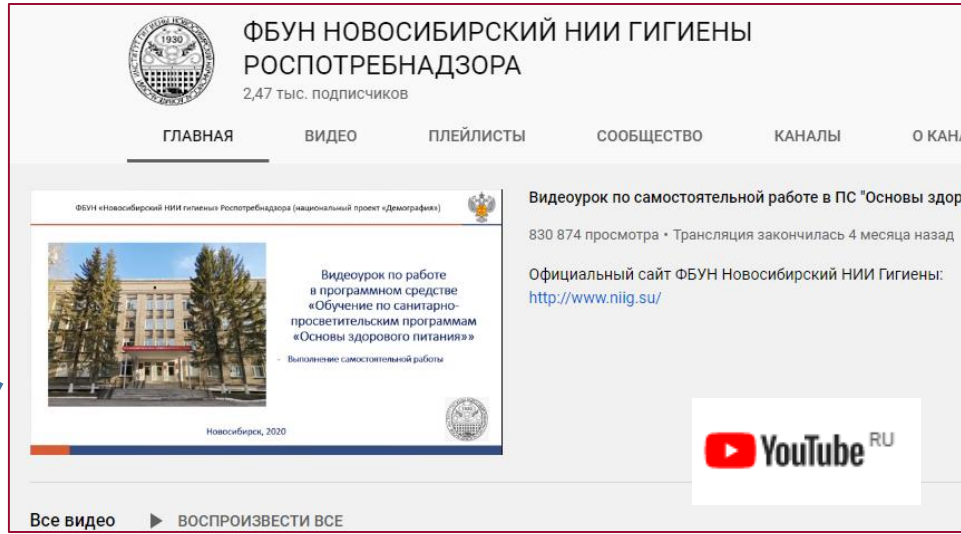 1930
ФБУН НОВОСИБИРСКИЙ НИИ ГИГИЕНЫ
РОСПОТРЕБНАДЗОРА
2,47 тыс. подписчиков
ГЛАВНАЯ ВИДЕО ПЛЕЙЛИСТЫ СООБЩЕСТВО КАНАЛЫ О КАНА
ФБУН «Новосибирский НИИ гигиены» Роспотребнадзора (национальный проект «Демография»)
Видеоурок по работе
в программном средстве
«Обучение по санитарно-
просветительским программам
«Основы здорового питания»»
- Выполнение самостоятельной работы
Новосибирск, 2020
Видеоурок по самостоятельной работе в ПС "Основы здор
830 874 просмотра • Трансляция закончилась 4 месяца назад
Официальный сайт ФБУН Новосибирский НИИ Гигиены:
http://www.niig.su/
YouTube RU
Все видео ВОСПРОИЗВЕСТИ ВСЕ